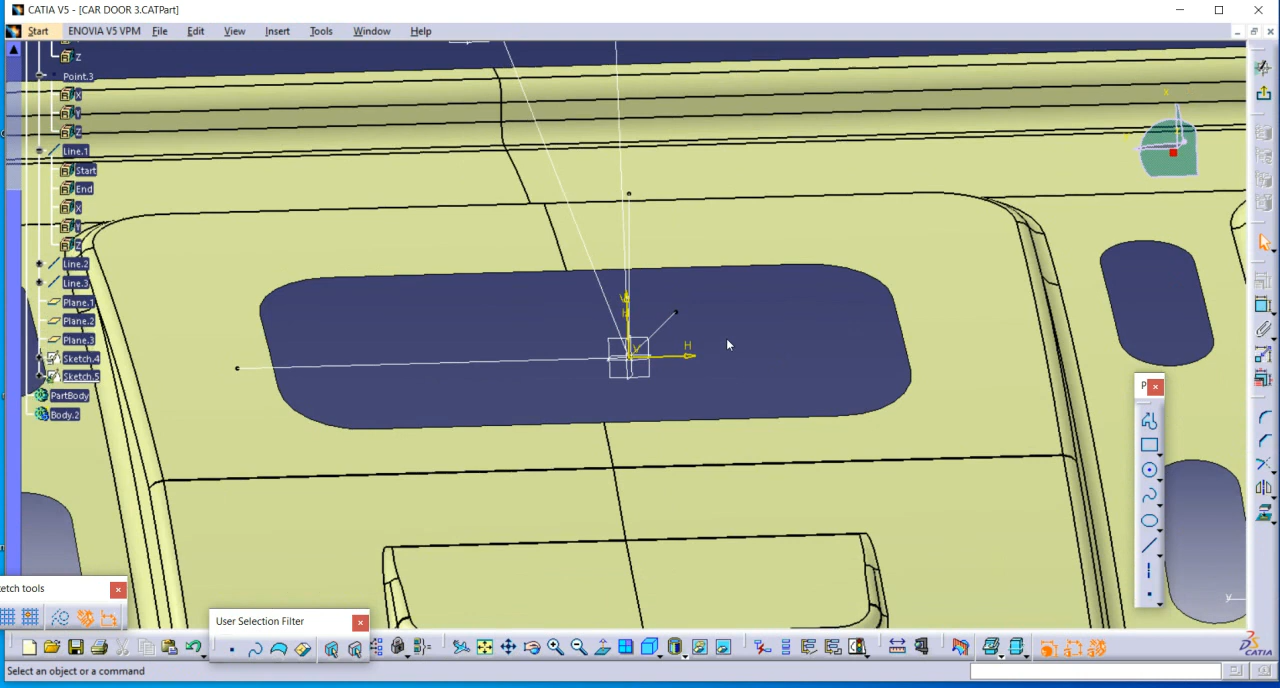 CATIA V5 - [CAR DOOR 3.CATPart]
Start ENOVIA V5 VPM File Edit View Insert Tools Window Help
Z
Point.3
X
Y
Z
Line.1
Start
End
X
Y
Z
Line.2
Line.3
Plane.1
Plane.2
Plane.3
Sketch.4
Sketch.5
PartBody
Body.2
x
V
H
H
y
P
etch tools
User Selection Filter
CATIA
Select an object or a command